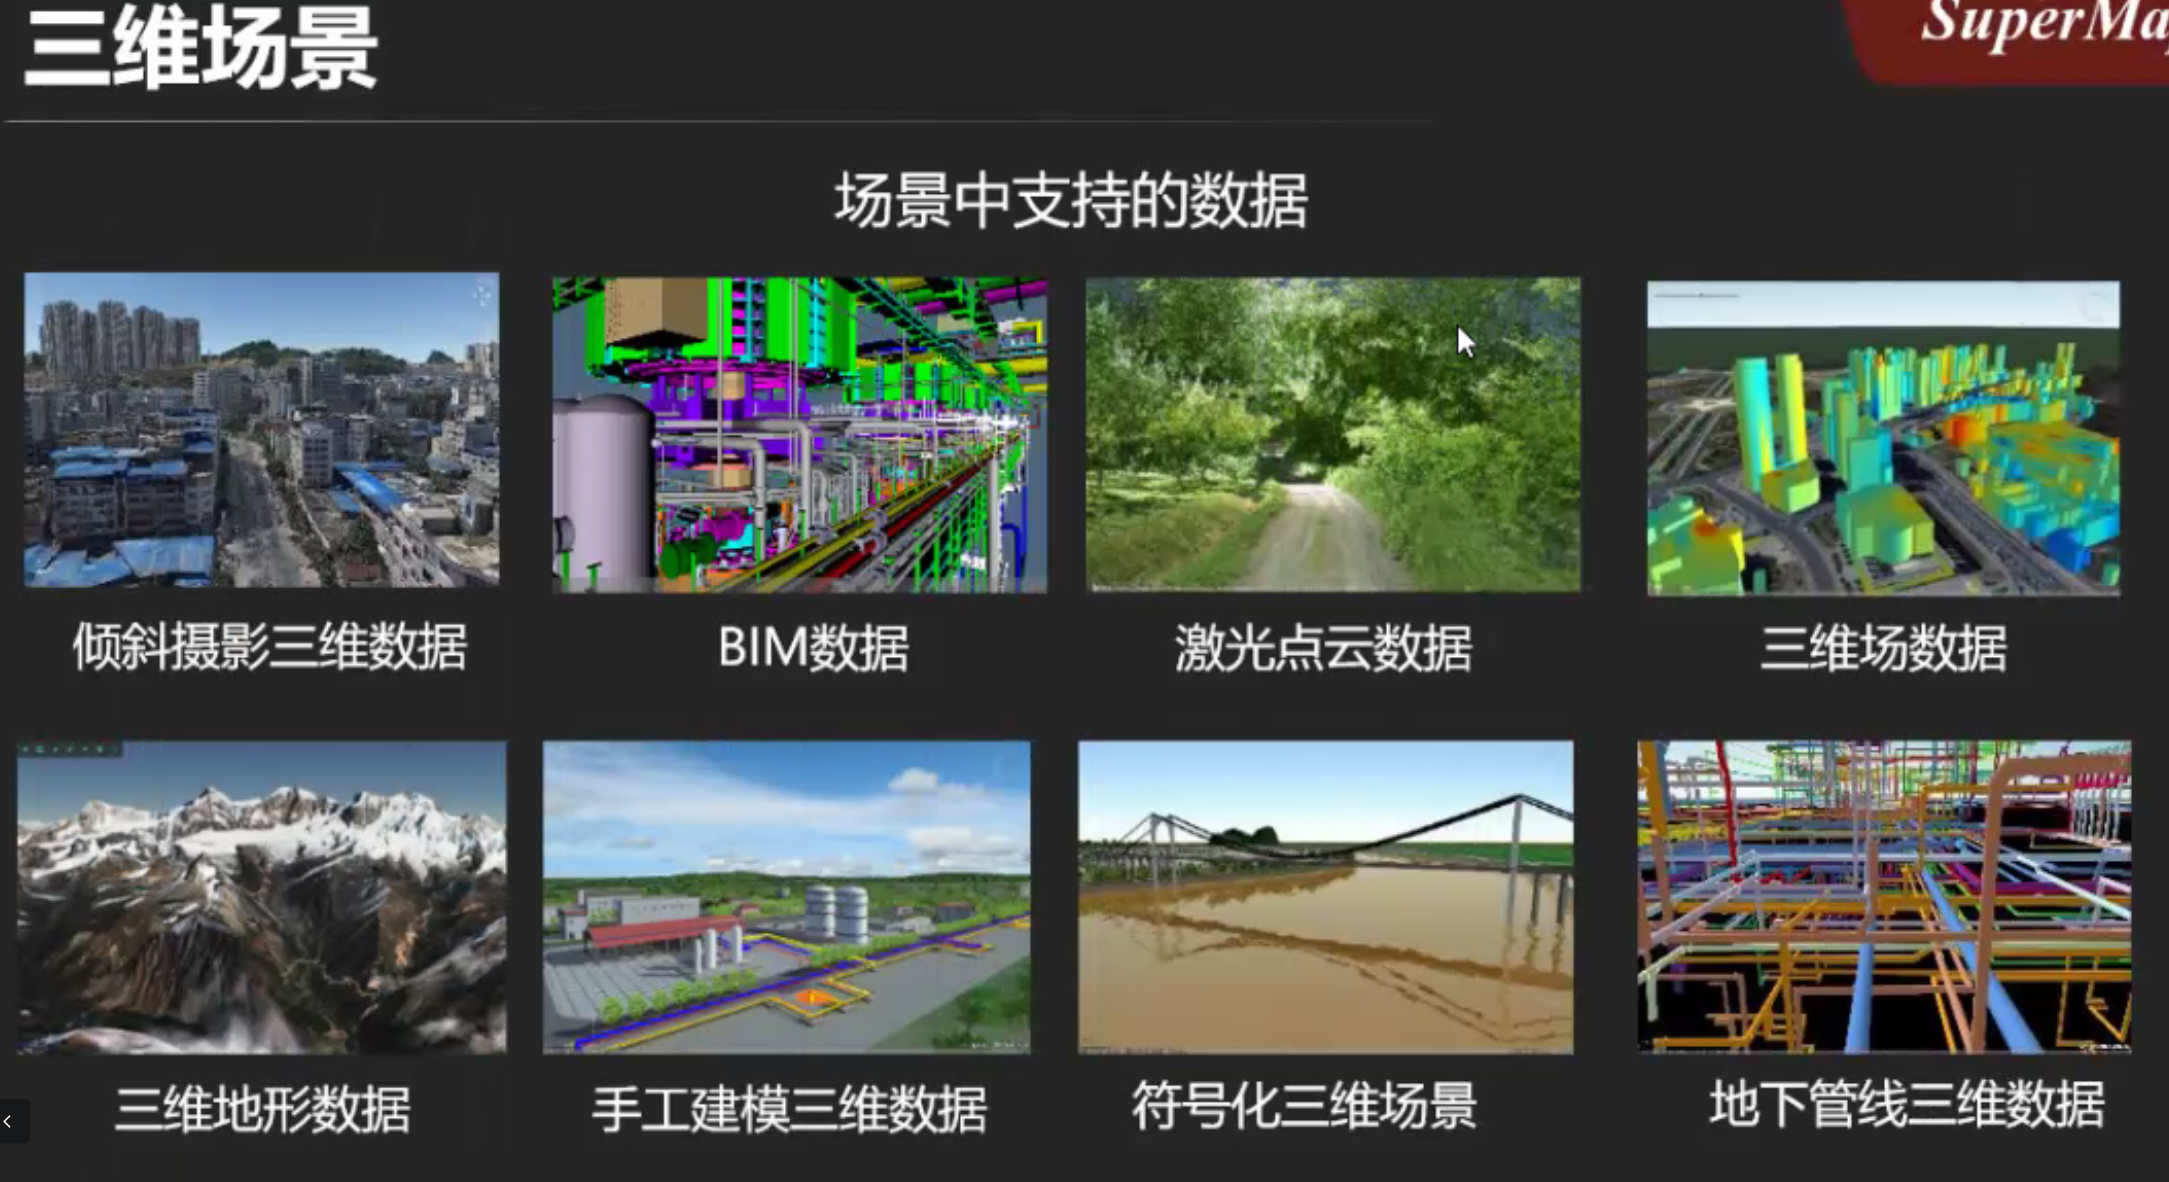 三维场景
SuperMa
场景中支持的数据
倾斜摄影三维数据
BIM数据
激光点云数据
三维场数据
三维地形数据
手工建模三维数据
符号化三维场景
地下管线三维数据